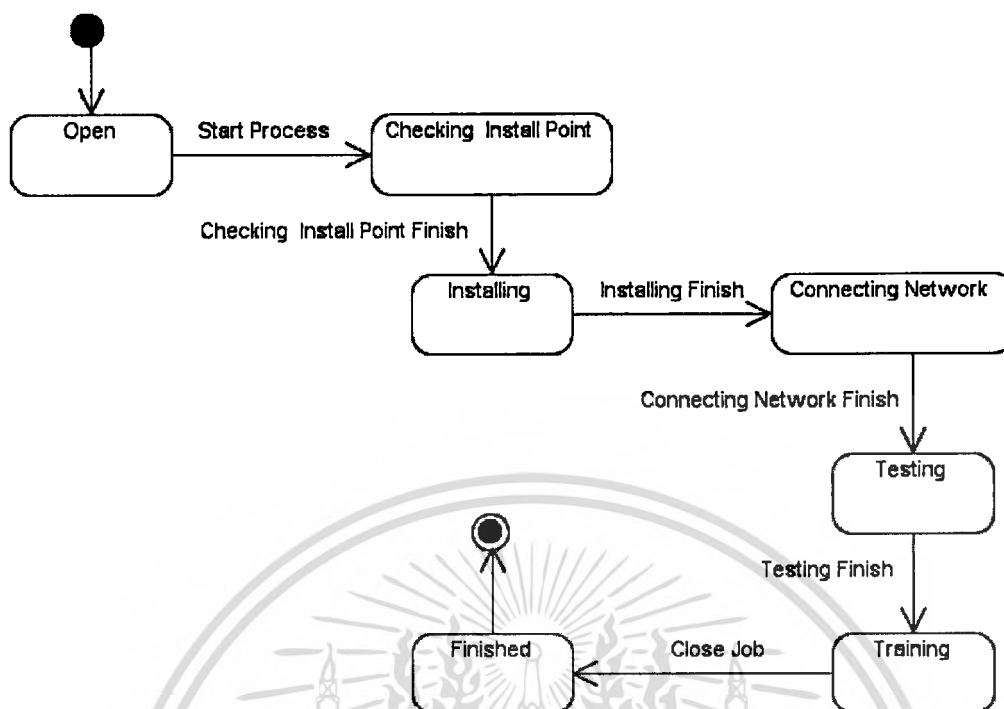 Open
Start Process
Checking Install Point
Checking Install Point Finish
Installing
Installing Finish
Connecting Network
Connecting Network Finish
Testing
Testing Finish
Finished
Close Job
Training